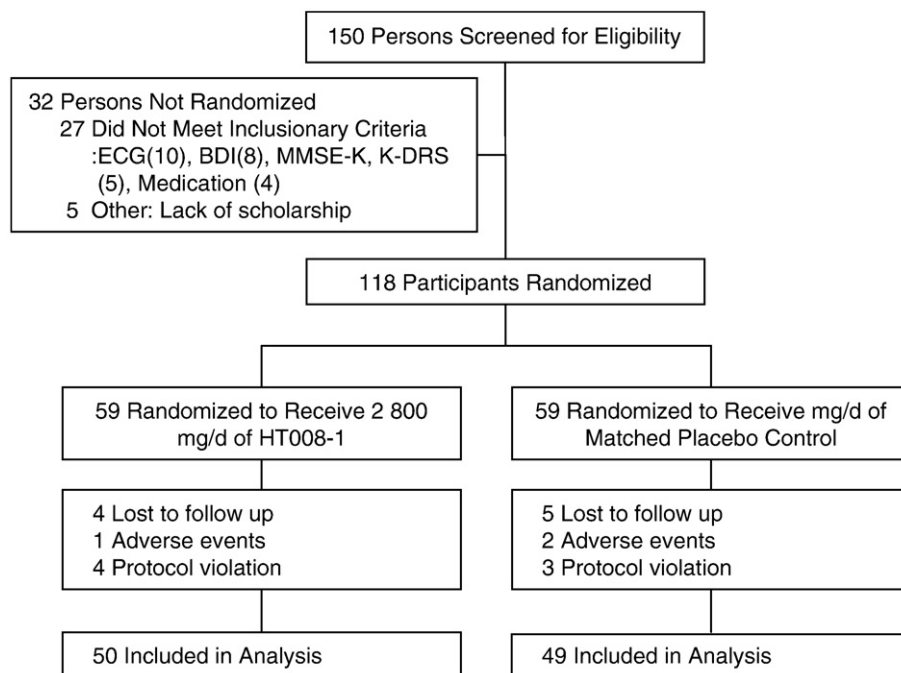 150 Persons Screened for Eligibility
32 Persons Not Randomized
27 Did Not Meet Inclusionary Criteria
:ECG(10), BDI(8), MMSE-K, K-DRS
(5), Medication (4)
5 Other: Lack of scholarship
118 Participants Randomized
59 Randomized to Receive 2 800
mg/d of HT008-1
59 Randomized to Receive mg/d of
Matched Placebo Control
4 Lost to follow up
1 Adverse events
4 Protocol violation
5 Lost to follow up
2 Adverse events
3 Protocol violation
50 Included in Analysis
49 Included in Analysis